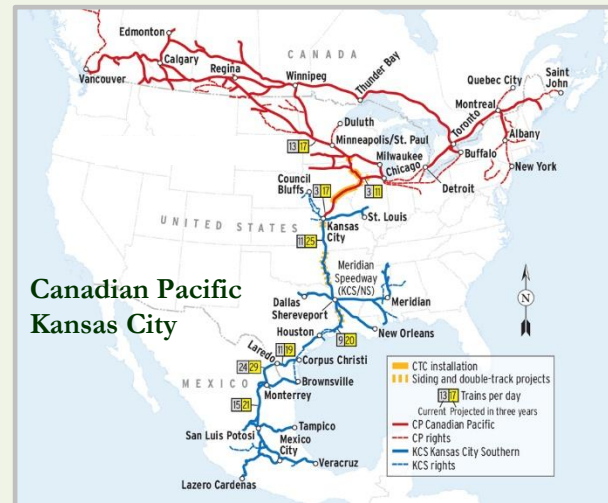 Edmonton
CANADA
Calgary
Regina
Vancouver
Winnipeg
Thunder Bay
Quebec City
Saint
John
Montreal
Toronto
Duluth
Minneapolis/St. Paul
13 17
Milwaukee
Chicago
Albany
Buffalo
New York
Detroit
Council
Bluffs
3 17
3 11
St. Louis
UNITED STATES
Kansas
City
11 25
Meridian
Speedway
(KCS/NS)
Canadian Pacific
Kansas City
Dallas
Shereveport
Meridian
Houston
New Orleans
9 20
Laredo
11 19
Corpus Christi
24 29
MEXICO
Brownsville
Monterrey
15 21
San Luis Potosi
Tampico
Mexico
City
Veracruz
Lazero Cardenas
N
CTC installation
Siding and double-track projects
13 17 Trains per day
Current Projected in three years
CP Canadian Pacific
CP rights
KCS Kansas City Southern
KCS rights